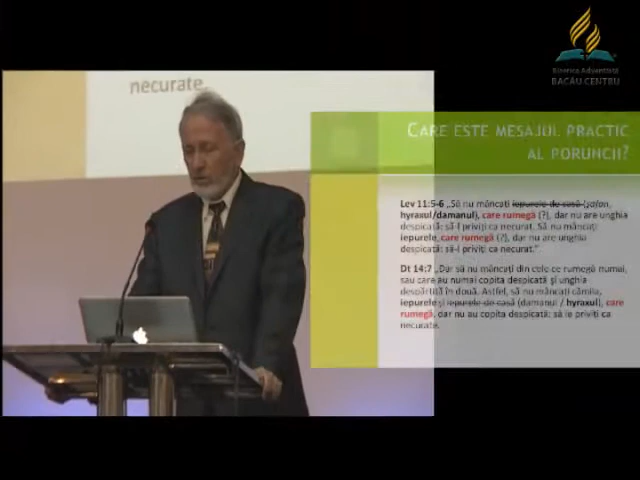 necurate.
Biserica Adventistă
BACĂU CENTRU
CARE ESTE MESAJUL PRACTIC
AL PORUNCII?
Lev 11:5-6 „Să nu mâncați iepurele de casă (șafan,
hyraxul/damanul), care rumegă (?), dar nu are unghia
despicată: să-l priviți ca necurat. Să nu mâncați
iepurele, care rumegă (?), dar nu are unghia
despicată: să-l priviți ca necurat.”.
Dt 14:7 „Dar să nu mâncați din cele ce rumegă numai,
sau care au numai copita despicată și unghia
despărțită în două. Astfel, să nu mâncați cămila,
iepurele și iepurele de casă (damanul / hyraxul), care
rumegă, dar nu au copita despicată: să le priviți ca
necurate.